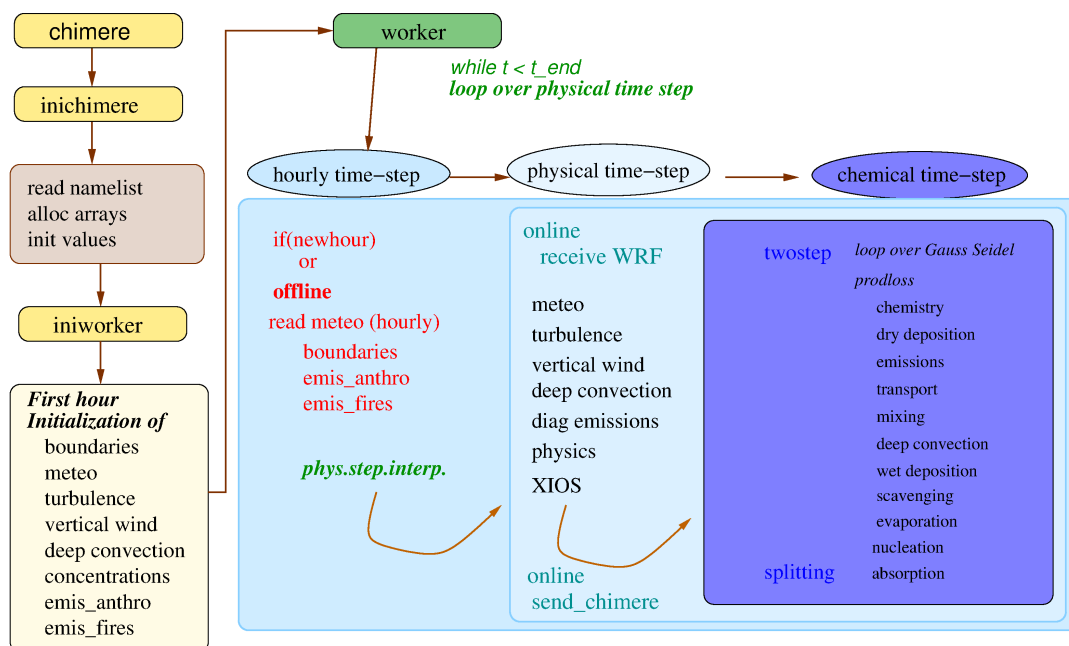 chimere
inichimere
read namelist
alloc arrays
init values
iniworker
First hour
Initialization of
boundaries
meteo
turbulence
vertical wind
deep convection
concentrations
emis_anthro
emis_fires
worker
while t < t_end
loop over physical time step
hourly time−step
physical time−step
chemical time−step
if(newhour)
or
offline
read meteo (hourly)
boundaries
emis_anthro
emis_fires
phys.step.interp.
online
receive WRF
meteo
turbulence
vertical wind
deep convection
diag emissions
physics
XIOS
online
send_chimere
twostep
loop over Gauss Seidel
prodloss
chemistry
dry deposition
emissions
transport
mixing
deep convection
wet deposition
scavenging
evaporation
nucleation
splitting
absorption